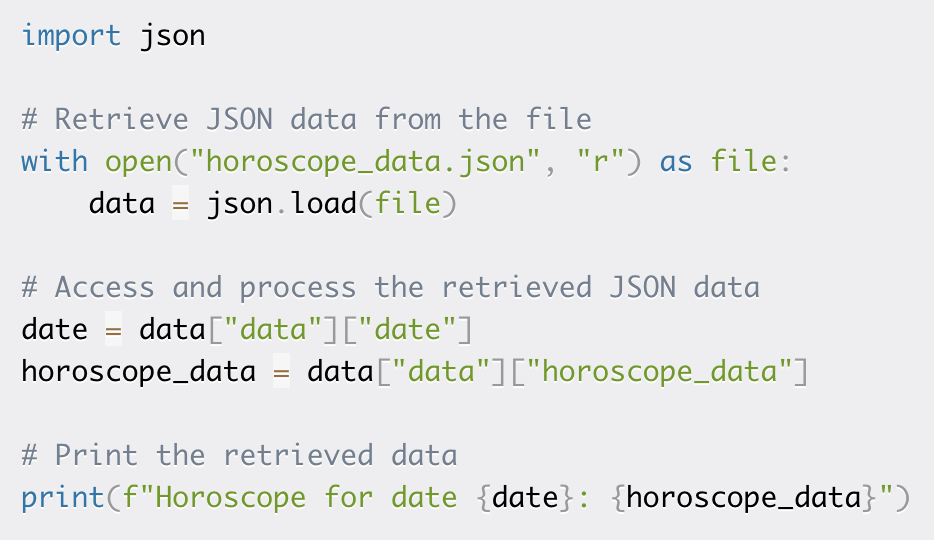 import json
# Retrieve JSON data from the file
with open("horoscope_data.json", "r") as file:
    data = json.load(file)
# Access and process the retrieved JSON data
date = data["data"]["date"]
horoscope_data = data["data"]["horoscope_data"]
# Print the retrieved data
print(f"Horoscope for date {date}: {horoscope_data}")